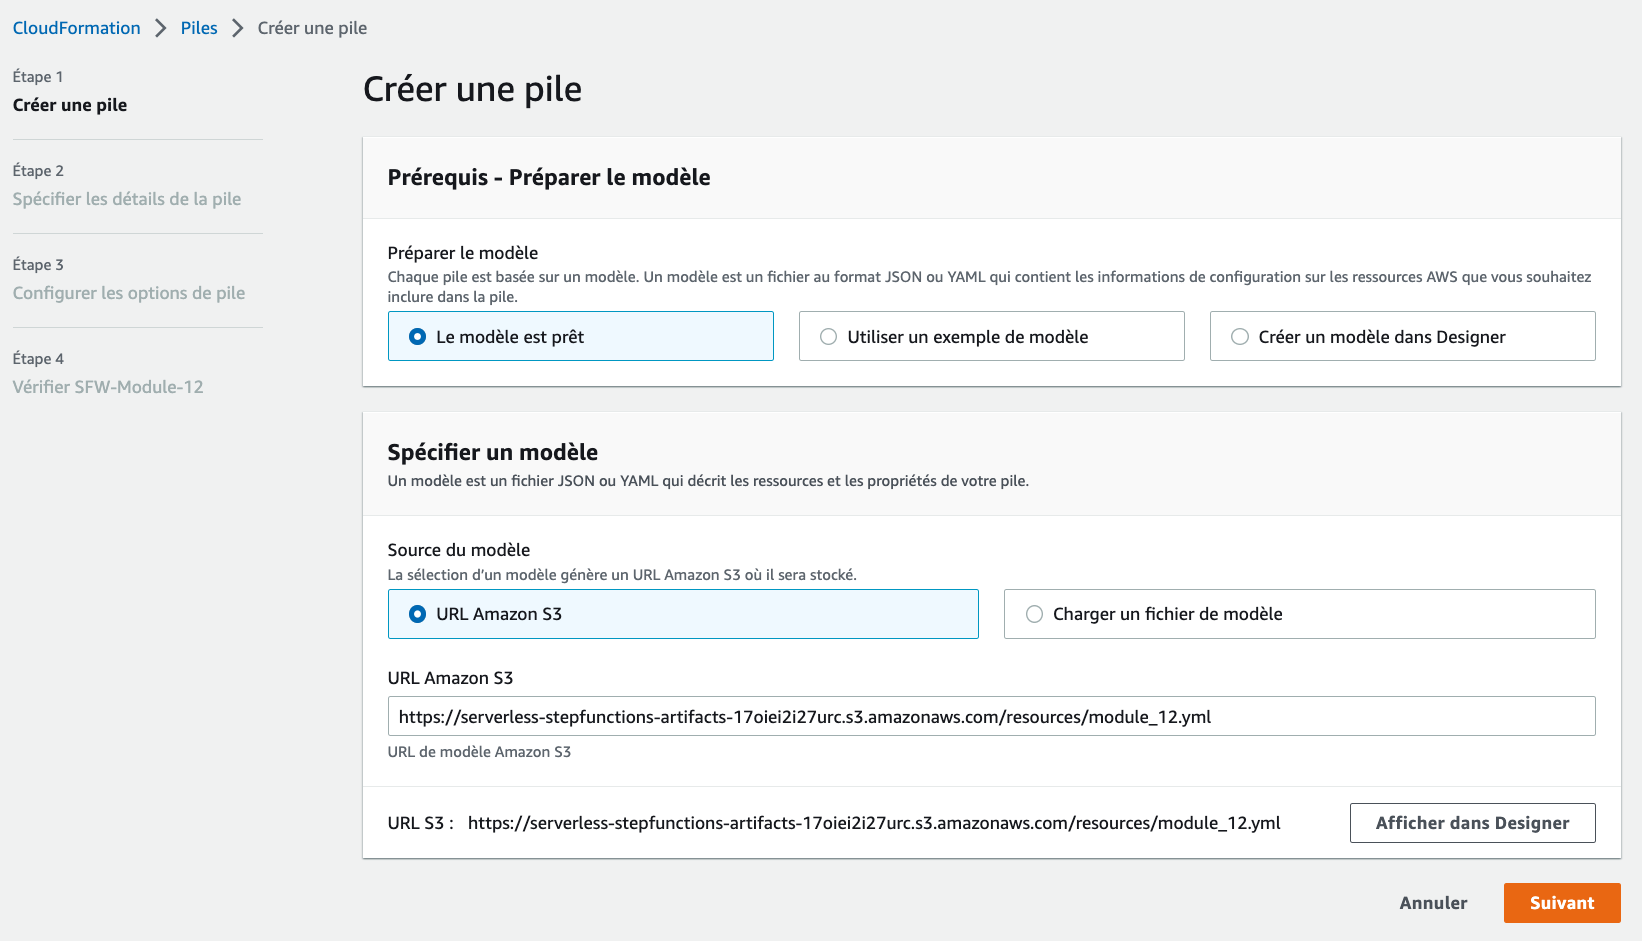 CloudFormation > Piles > Créer une pile
Étape 1
Créer une pile
Étape 2
Spécifier les détails de la pile
Étape 3
Configurer les options de pile
Étape 4
Vérifier SFW-Module-12
Créer une pile
Prérequis - Préparer le modèle
Préparer le modèle
Chaque pile est basée sur un modèle. Un modèle est un fichier au format JSON ou YAML qui contient les informations de configuration sur les ressources AWS que vous souhaitez
inclure dans la pile.
Le modèle est prêt
Utiliser un exemple de modèle
Créer un modèle dans Designer
Spécifier un modèle
Un modèle est un fichier JSON ou YAML qui décrit les ressources et les propriétés de votre pile.
Source du modèle
La sélection d'un modèle génère un URL Amazon S3 où il sera stocké.
URL Amazon S3
Charger un fichier de modèle
URL Amazon S3
https://serverless-stepfunctions-artifacts-17oiei2i27urc.s3.amazonaws.com/resources/module_12.yml
URL de modèle Amazon S3
URL S3 : https://serverless-stepfunctions-artifacts-17oiei2i27urc.s3.amazonaws.com/resources/module_12.yml
Afficher dans Designer
Annuler
Suivant